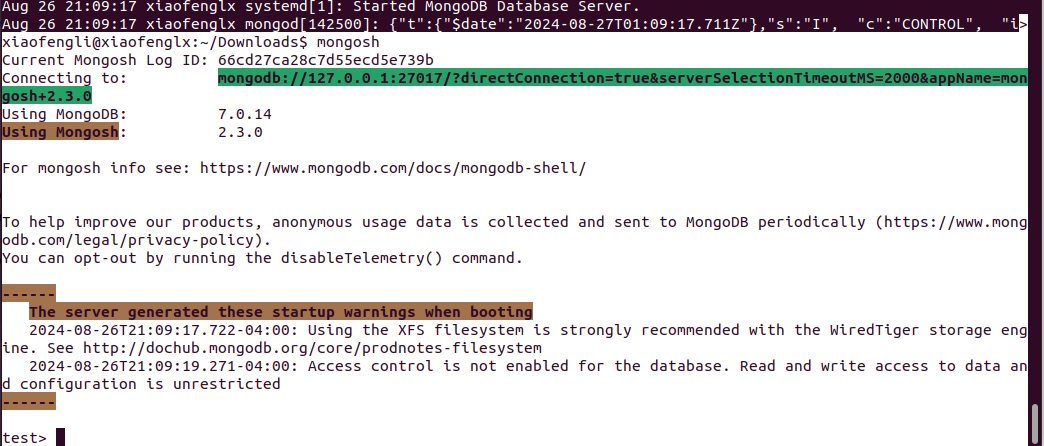 Aug 26 21:09:17 xiaofenglx systemd[1]: Started MongoDB Database Server.
Aug 26 21:09:17 xiaofenglx mongod[142500]: {"t":{"$date":"2024-08-27T01:09:17.711Z"},"s":"I",  "c":"CONTROL",  "i>
xiaofengli@xiaofenglx:~/Downloads$ mongosh
Current Mongosh Log ID: 66cd27ca28c7d55ecd5e739b
Connecting to:          mongodb://127.0.0.1:27017/?directConnection=true&serverSelectionTimeoutMS=2000&appName=mon
gosh+2.3.0
Using MongoDB:          7.0.14
Using Mongosh:          2.3.0
For mongosh info see: https://www.mongodb.com/docs/mongodb-shell/
To help improve our products, anonymous usage data is collected and sent to MongoDB periodically (https://www.mong
odb.com/legal/privacy-policy).
You can opt-out by running the disableTelemetry() command.
------
   The server generated these startup warnings when booting
   2024-08-26T21:09:17.722-04:00: Using the XFS filesystem is strongly recommended with the WiredTiger storage eng
ine. See http://dochub.mongodb.org/core/prodnotes-filesystem
   2024-08-26T21:09:19.271-04:00: Access control is not enabled for the database. Read and write access to data an
d configuration is unrestricted
------
test>